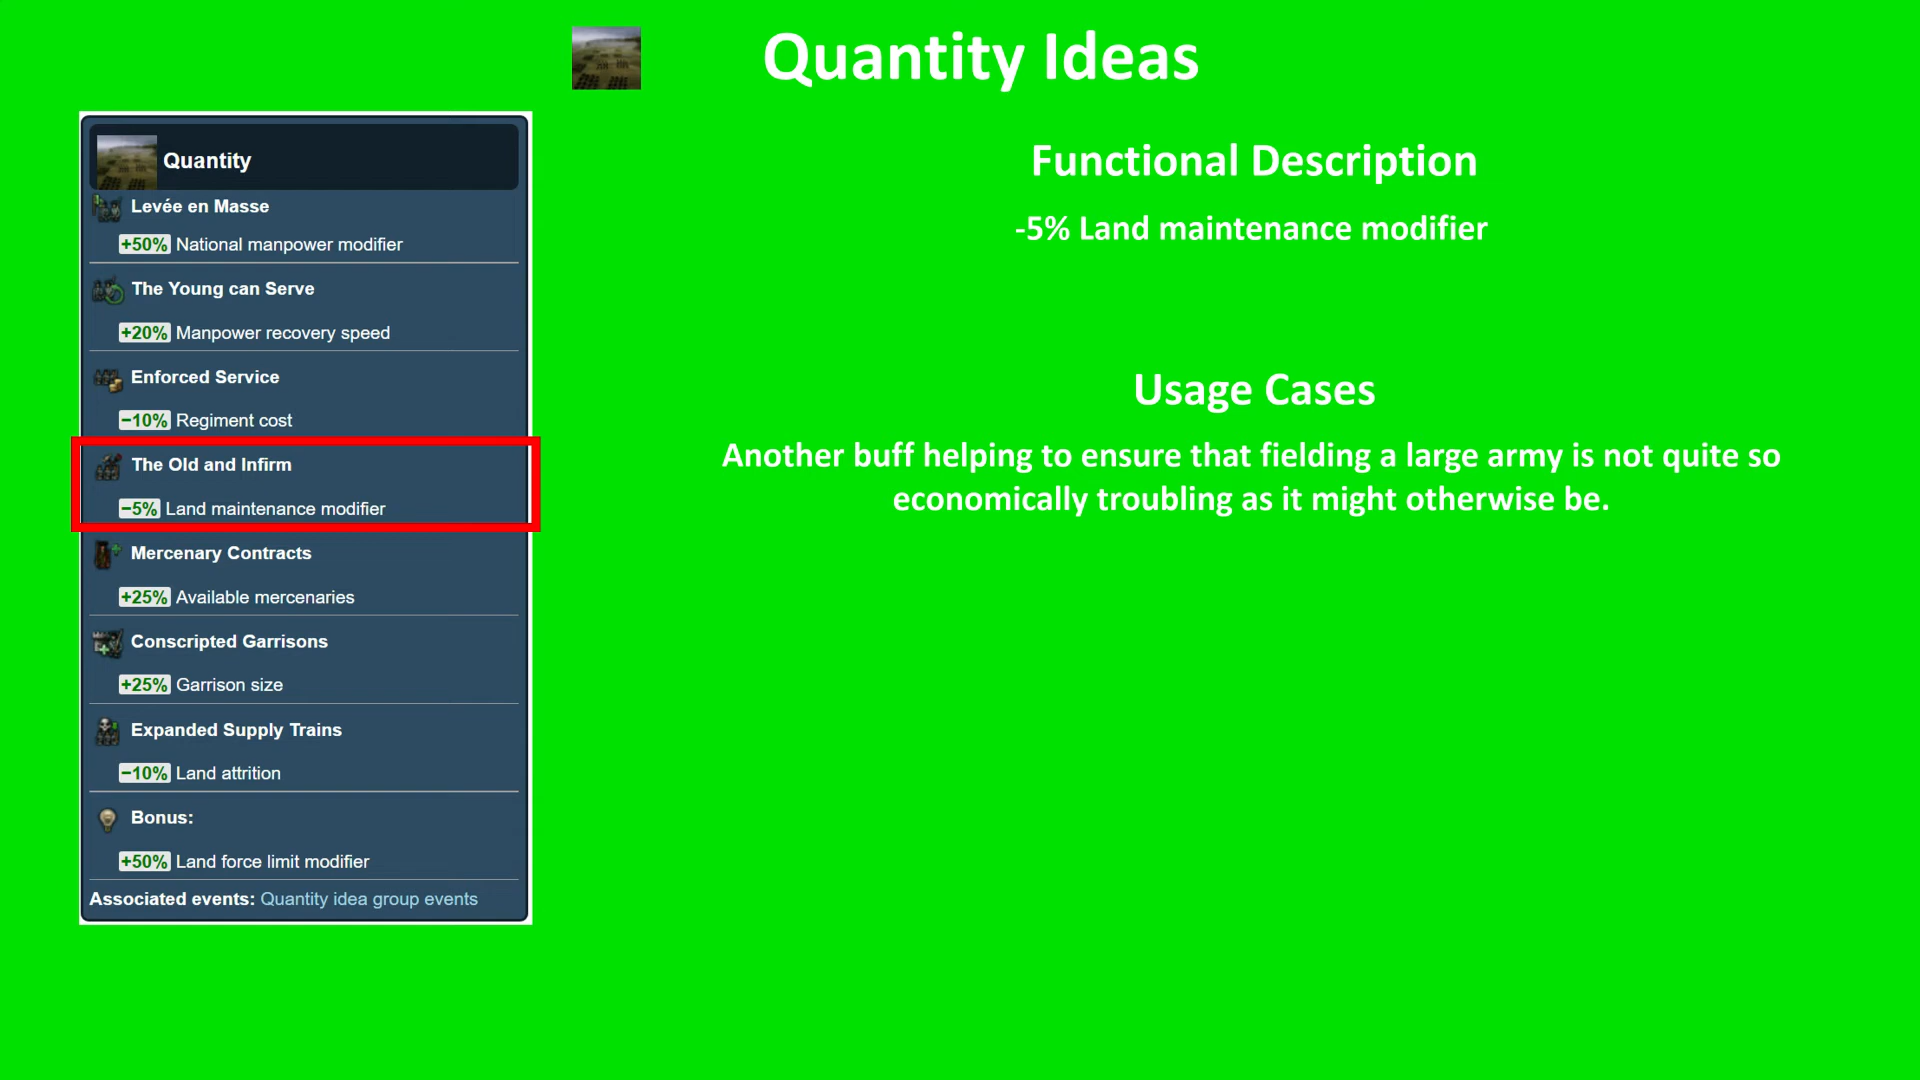 Quantity Ideas
Quantity
Levée en Masse
+50% National manpower modifier
The Young can Serve
+20% Manpower recovery speed
Enforced Service
−10% Regiment cost
The Old and Infirm
−5% Land maintenance modifier
Mercenary Contracts
+25% Available mercenaries
Conscripted Garrisons
+25% Garrison size
Expanded Supply Trains
−10% Land attrition
Bonus:
+50% Land force limit modifier
Associated events: Quantity idea group events
Functional Description
-5% Land maintenance modifier
Usage Cases
Another buff helping to ensure that fielding a large army is not quite so
economically troubling as it might otherwise be.